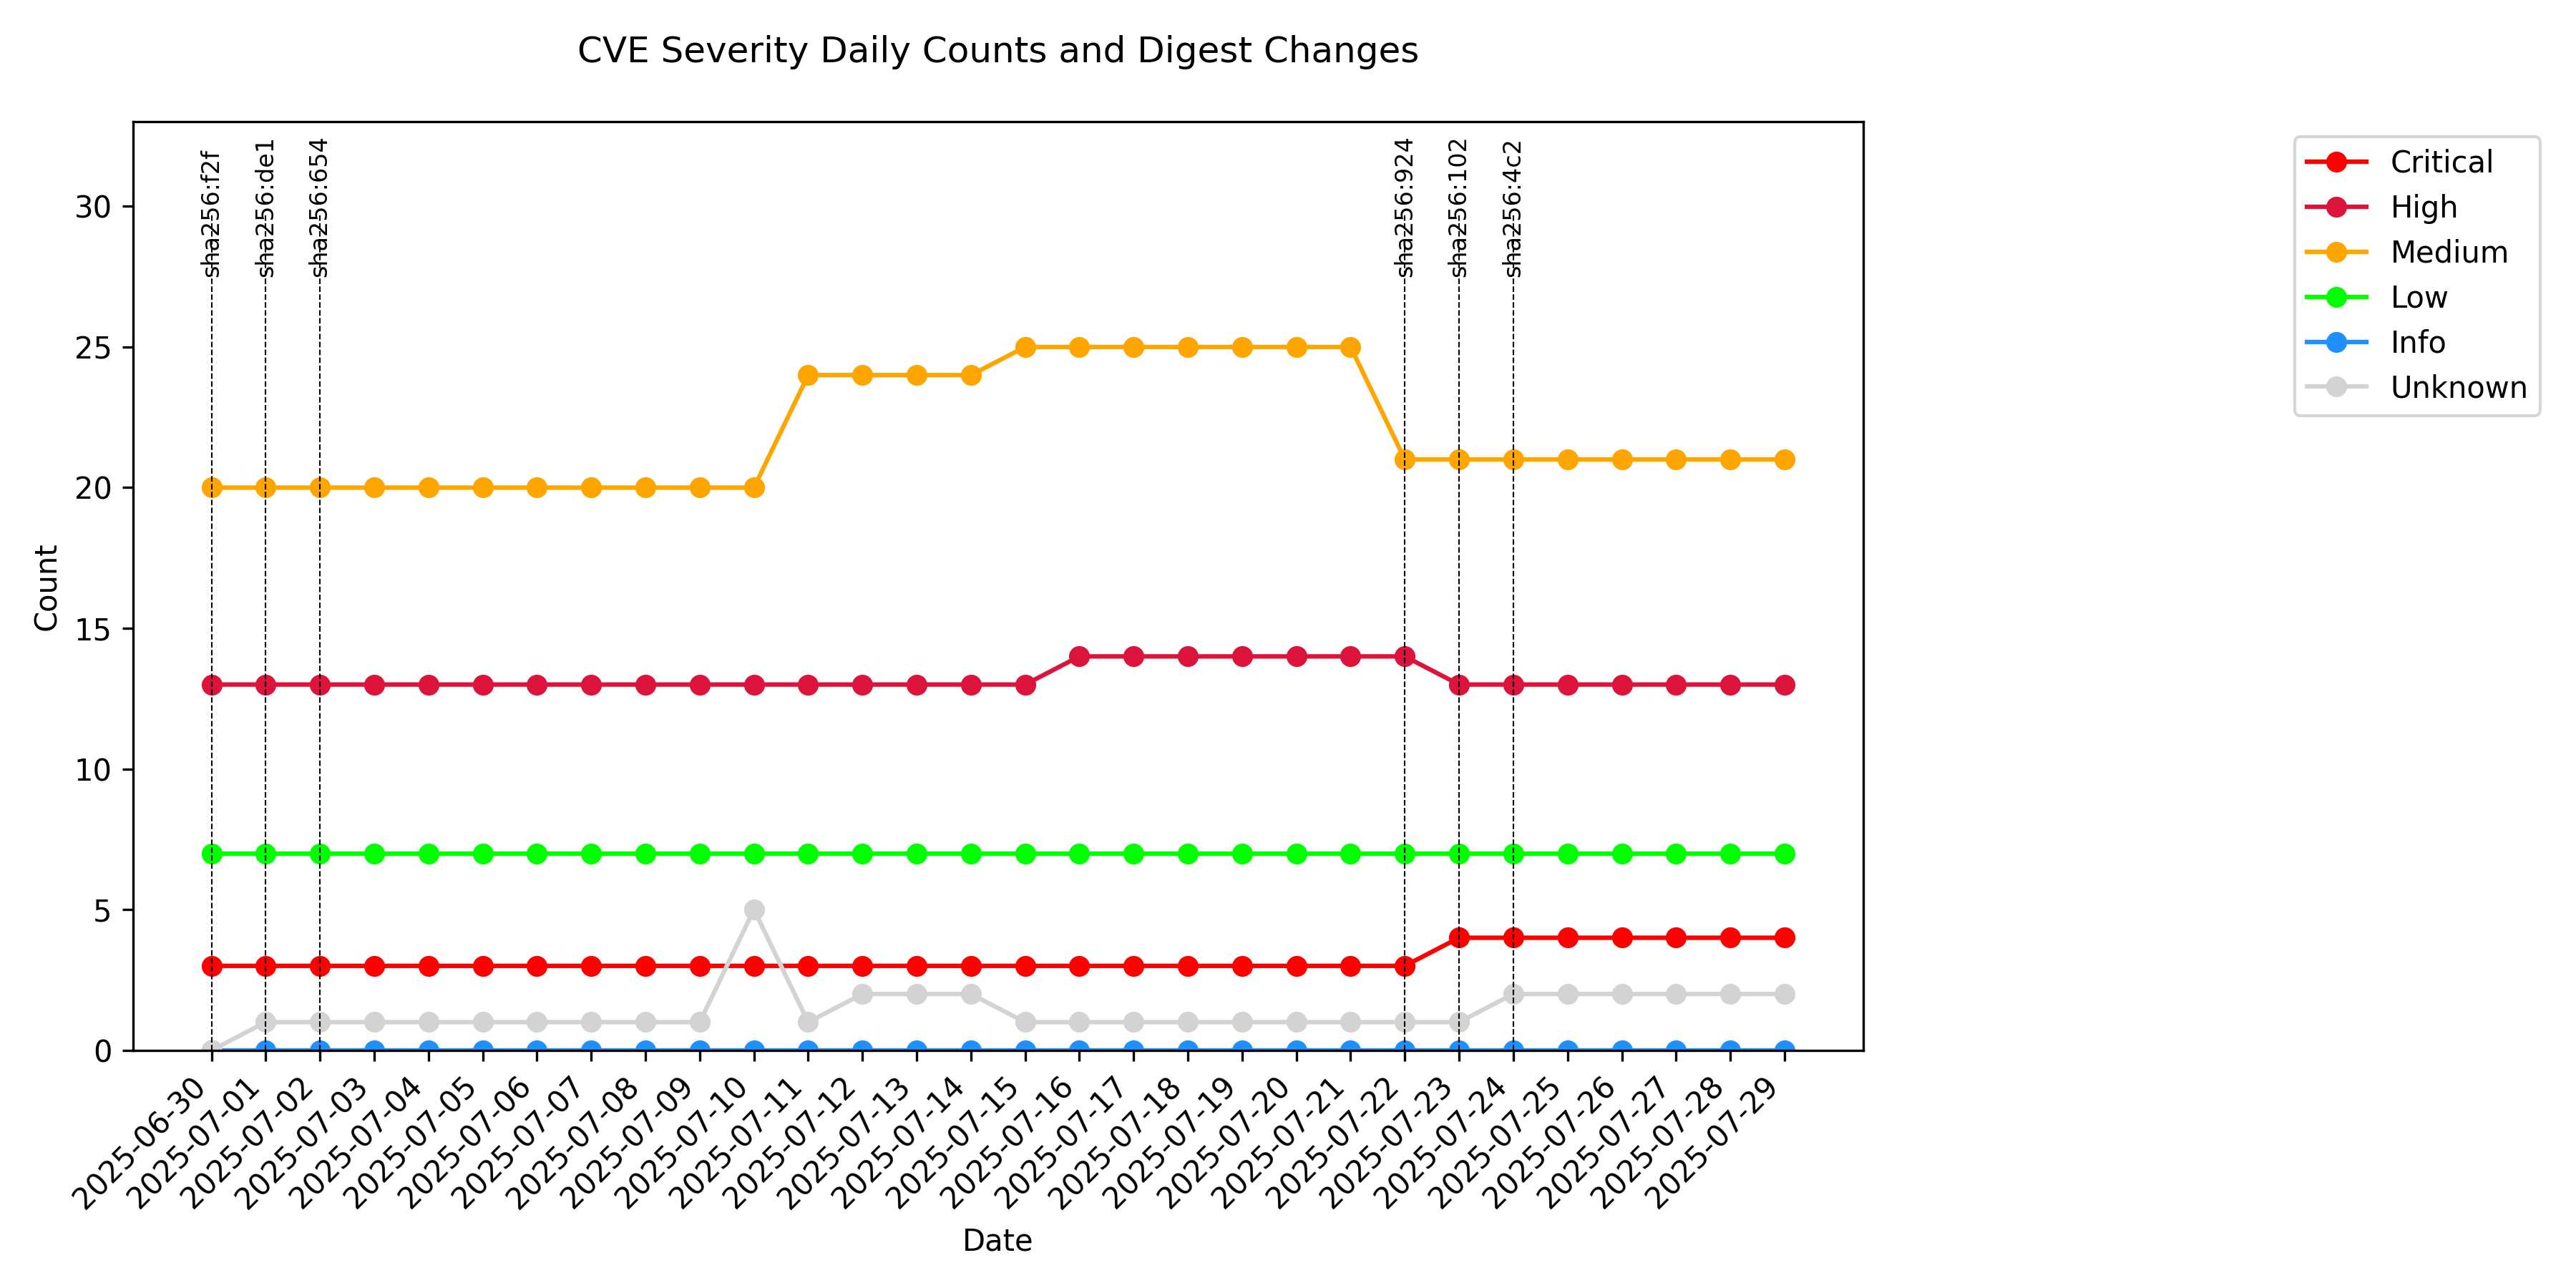 CVE Severity Daily Counts and Digest Changes
sha256:f2f
sha256:de1
sha256:654
sha256:924
sha256:102
sha256:4c2
Critical
High
Medium
Low
Info
Unknown
Count
30
25
20
15
10
5
0
2025-06-30
2025-07-01
2025-07-02
2025-07-03
2025-07-04
2025-07-05
2025-07-06
2025-07-07
2025-07-08
2025-07-09
2025-07-10
2025-07-11
2025-07-12
2025-07-13
2025-07-14
2025-07-15
2025-07-16
2025-07-17
2025-07-18
2025-07-19
2025-07-20
2025-07-21
2025-07-22
2025-07-23
2025-07-24
2025-07-25
2025-07-26
2025-07-27
2025-07-28
2025-07-29
Date